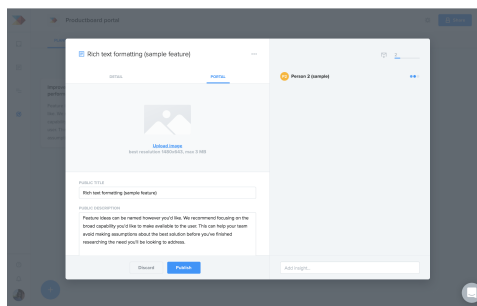 Productboard portal
Rich text formatting (sample feature)
DETAIL
PORTAL
Person 2 (sample)
Upload image
best resolution 1480x840, max 3 MB
PUBLIC TITLE
Rich text formatting (sample feature)
PUBLIC DESCRIPTION
Feature ideas can be named however you'd like. We recommend focusing on the
broad capability you'd like to make available to the user. This can help your team
avoid making assumptions about the best solution before you've finished
researching the need you'll be looking to address.
Discard
Publish
Add insight...